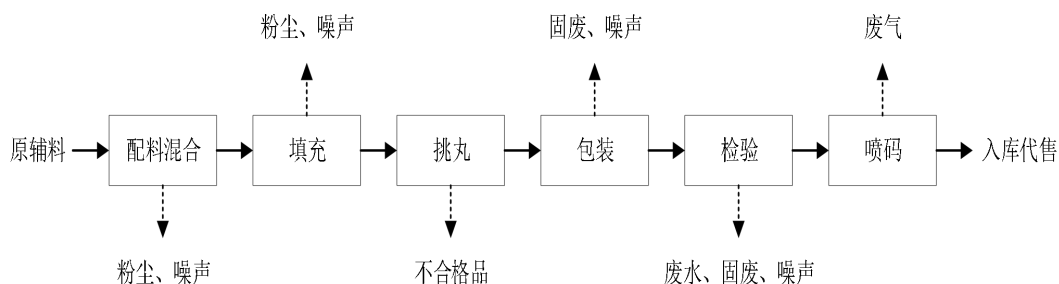 粉尘、噪声
固废、噪声
废气
原辅料
配料混合
填充
挑丸
包装
检验
喷码
入库代售
粉尘、噪声
不合格品
废水、固废、噪声